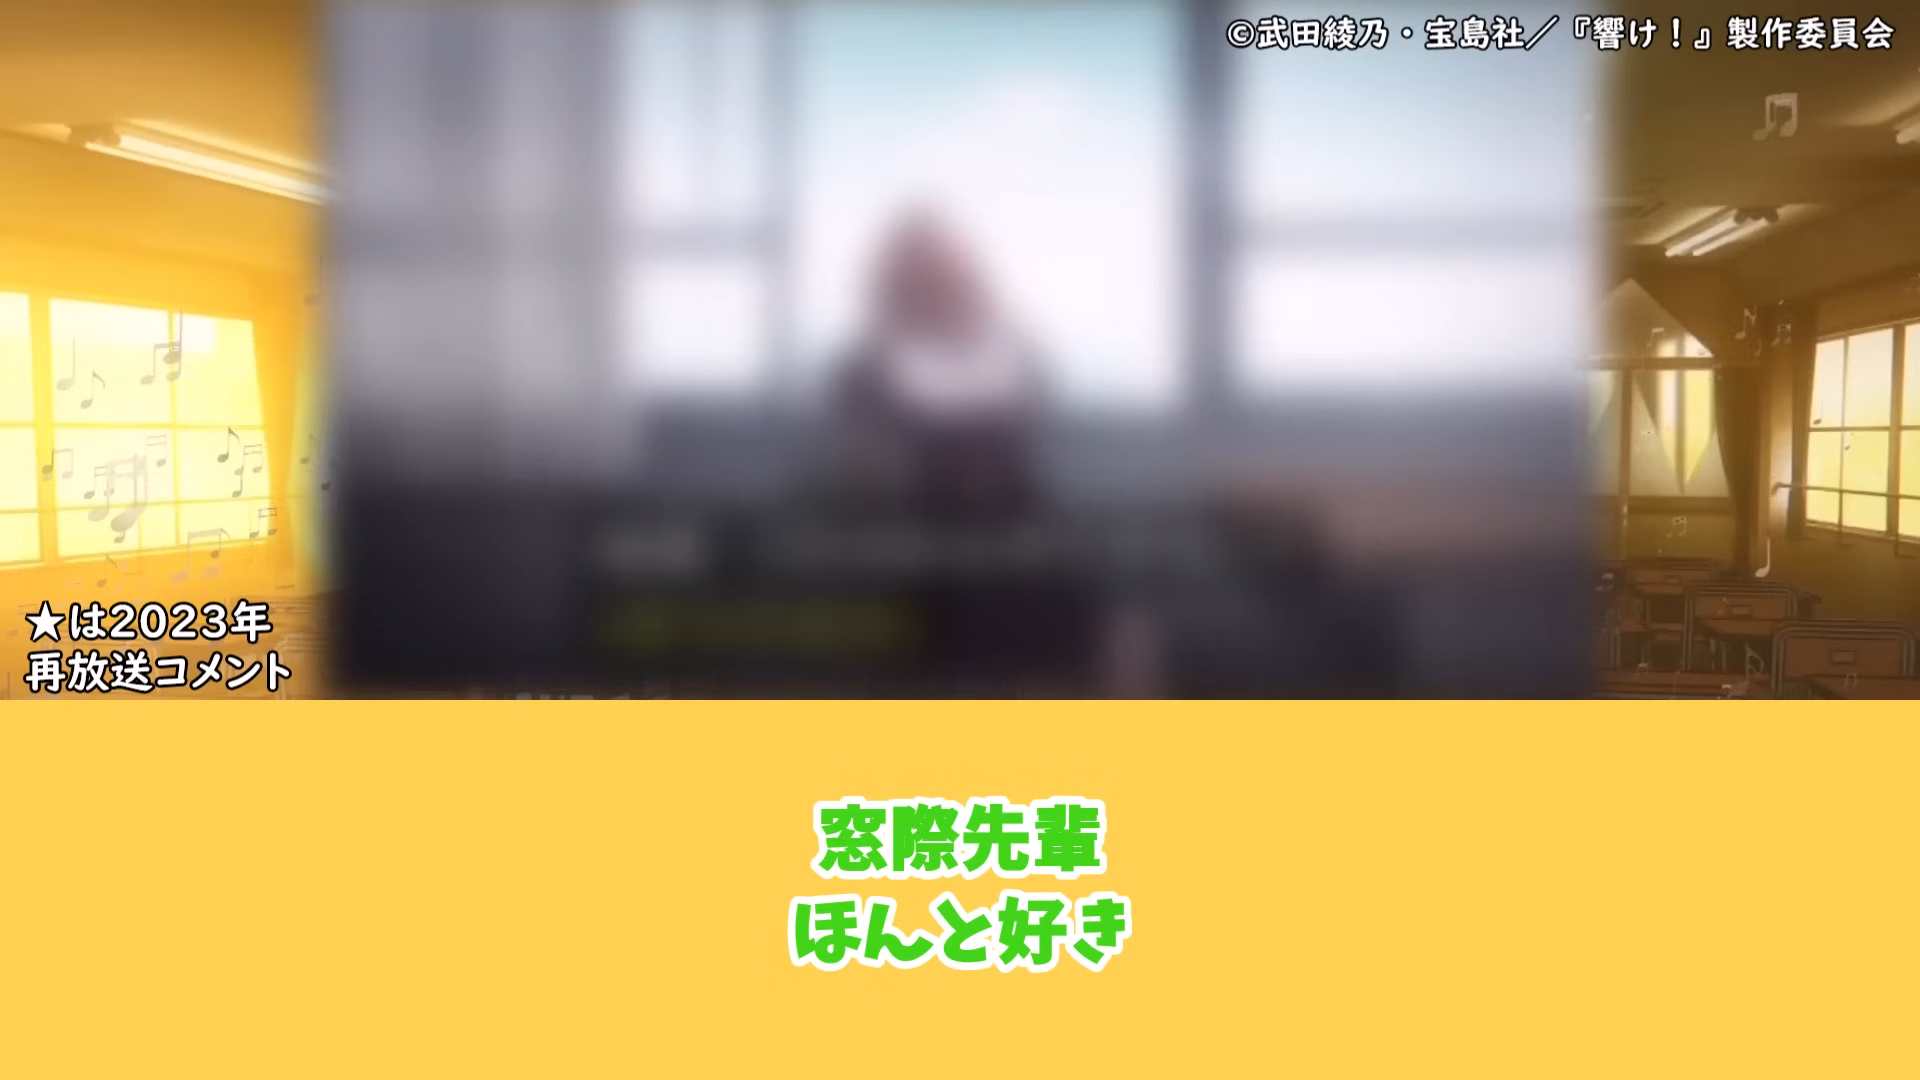 ©武田綾乃・宝島社／『響け！』製作委員会
★は2023年
再放送コメント
窓際先輩
ほんと好き